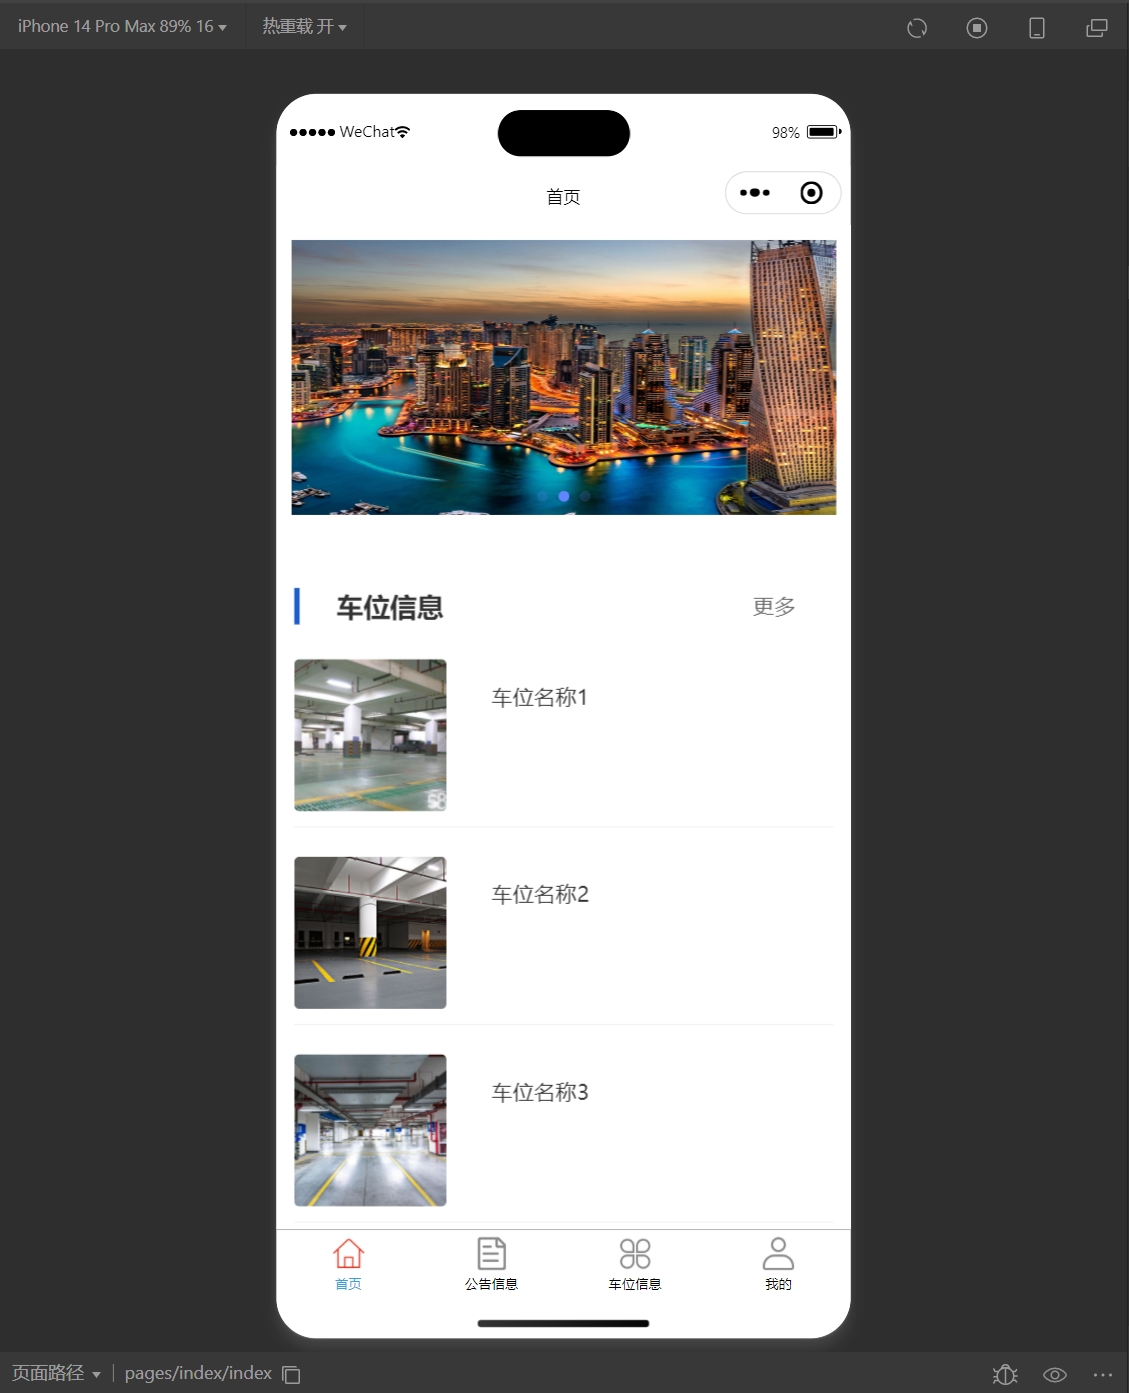 iPhone 14 Pro Max 89% 16 热重载 开
WeChat 98%
首页
车位信息 更多
车位名称1
58
车位名称2
车位名称3
首页 公告信息 车位信息 我的
页面路径 pages/index/index